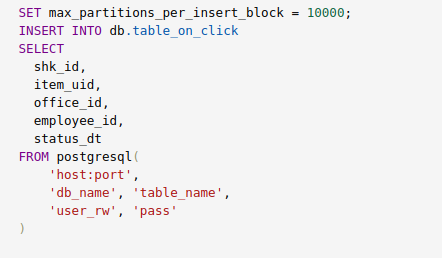 SET max_partitions_per_insert_block = 10000;
INSERT INTO db.table_on_click
SELECT
  shk_id,
  item_uid,
  office_id,
  employee_id,
  status_dt
FROM postgresql(
    'host:port',
    'db_name', 'table_name',
    'user_rw', 'pass'
)